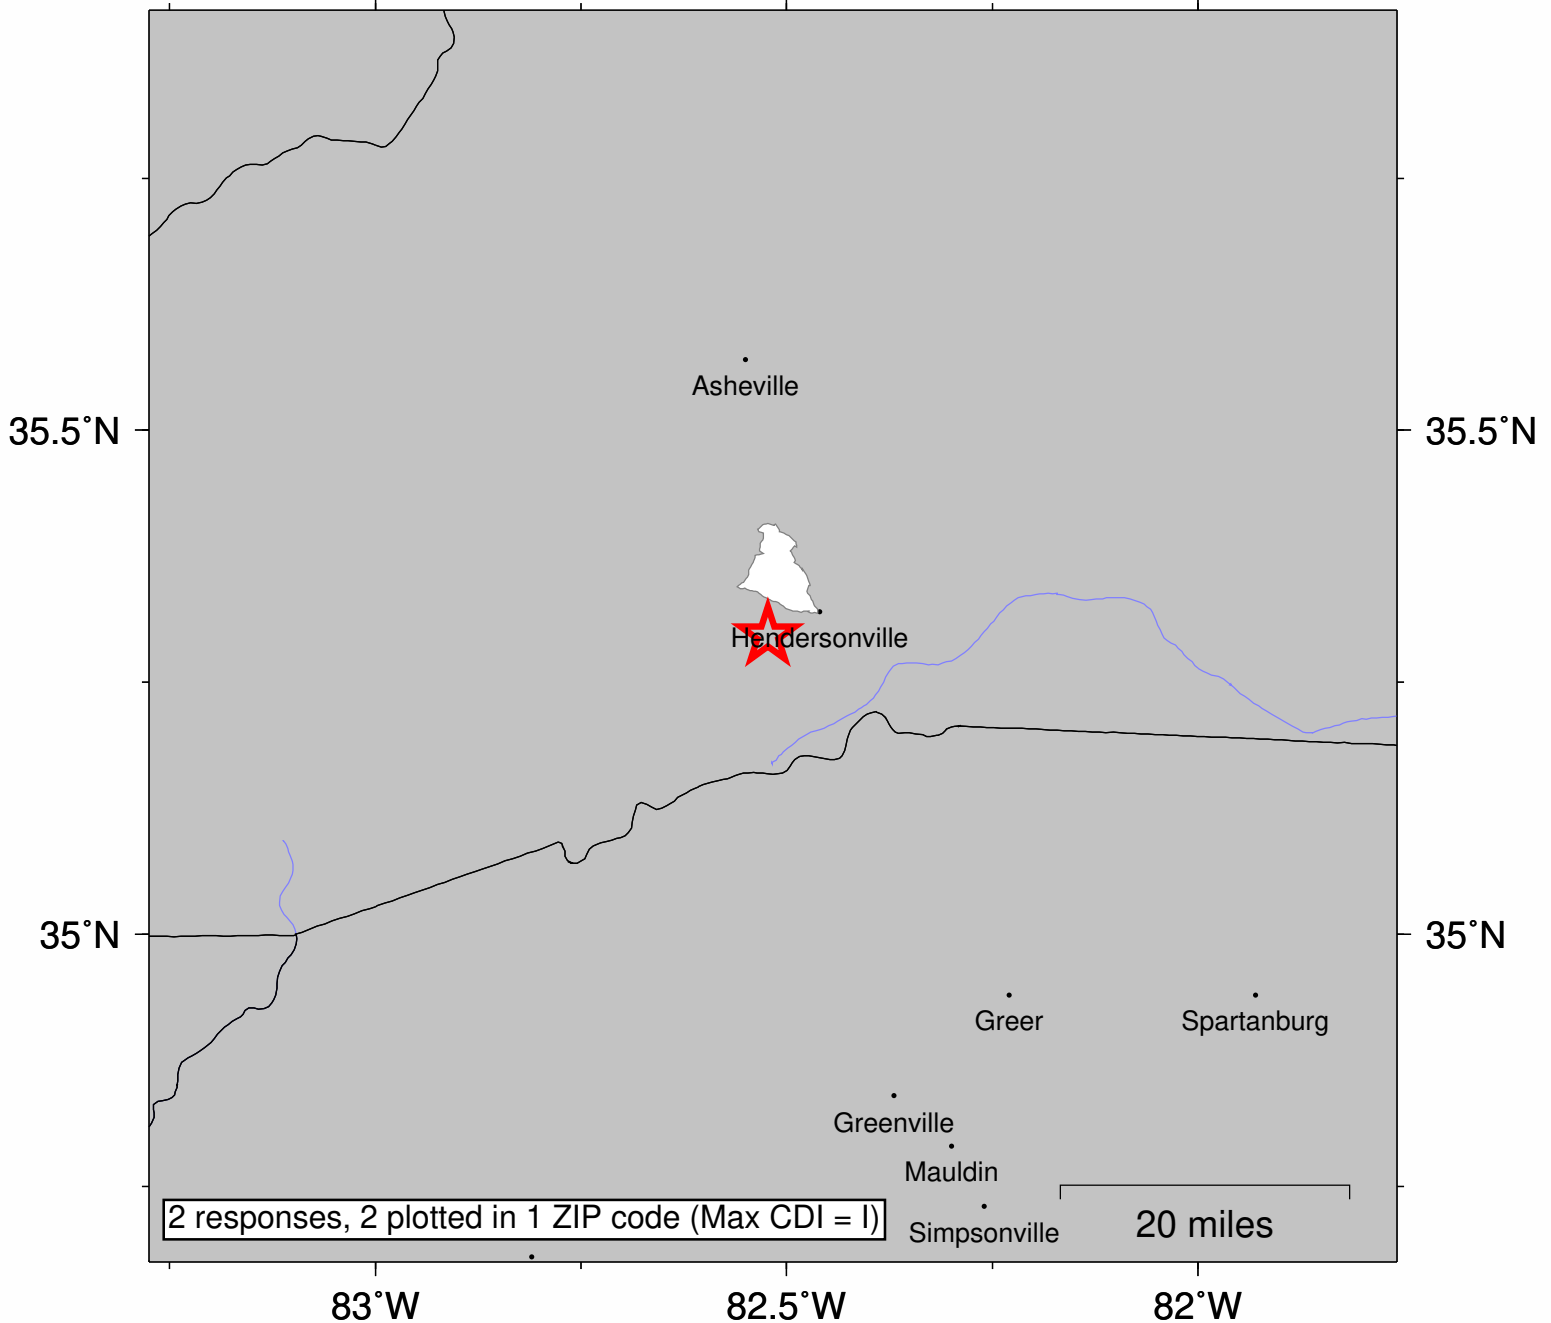 Asheville
35.5°N
35.5°N
Hendersonville
35°N
35°N
Greer
Spartanburg
Greenville
Mauldin
2 responses, 2 plotted in 1 ZIP code (Max CDI = I)
Simpsonville
20 miles
83°W
82.5°W
82°W